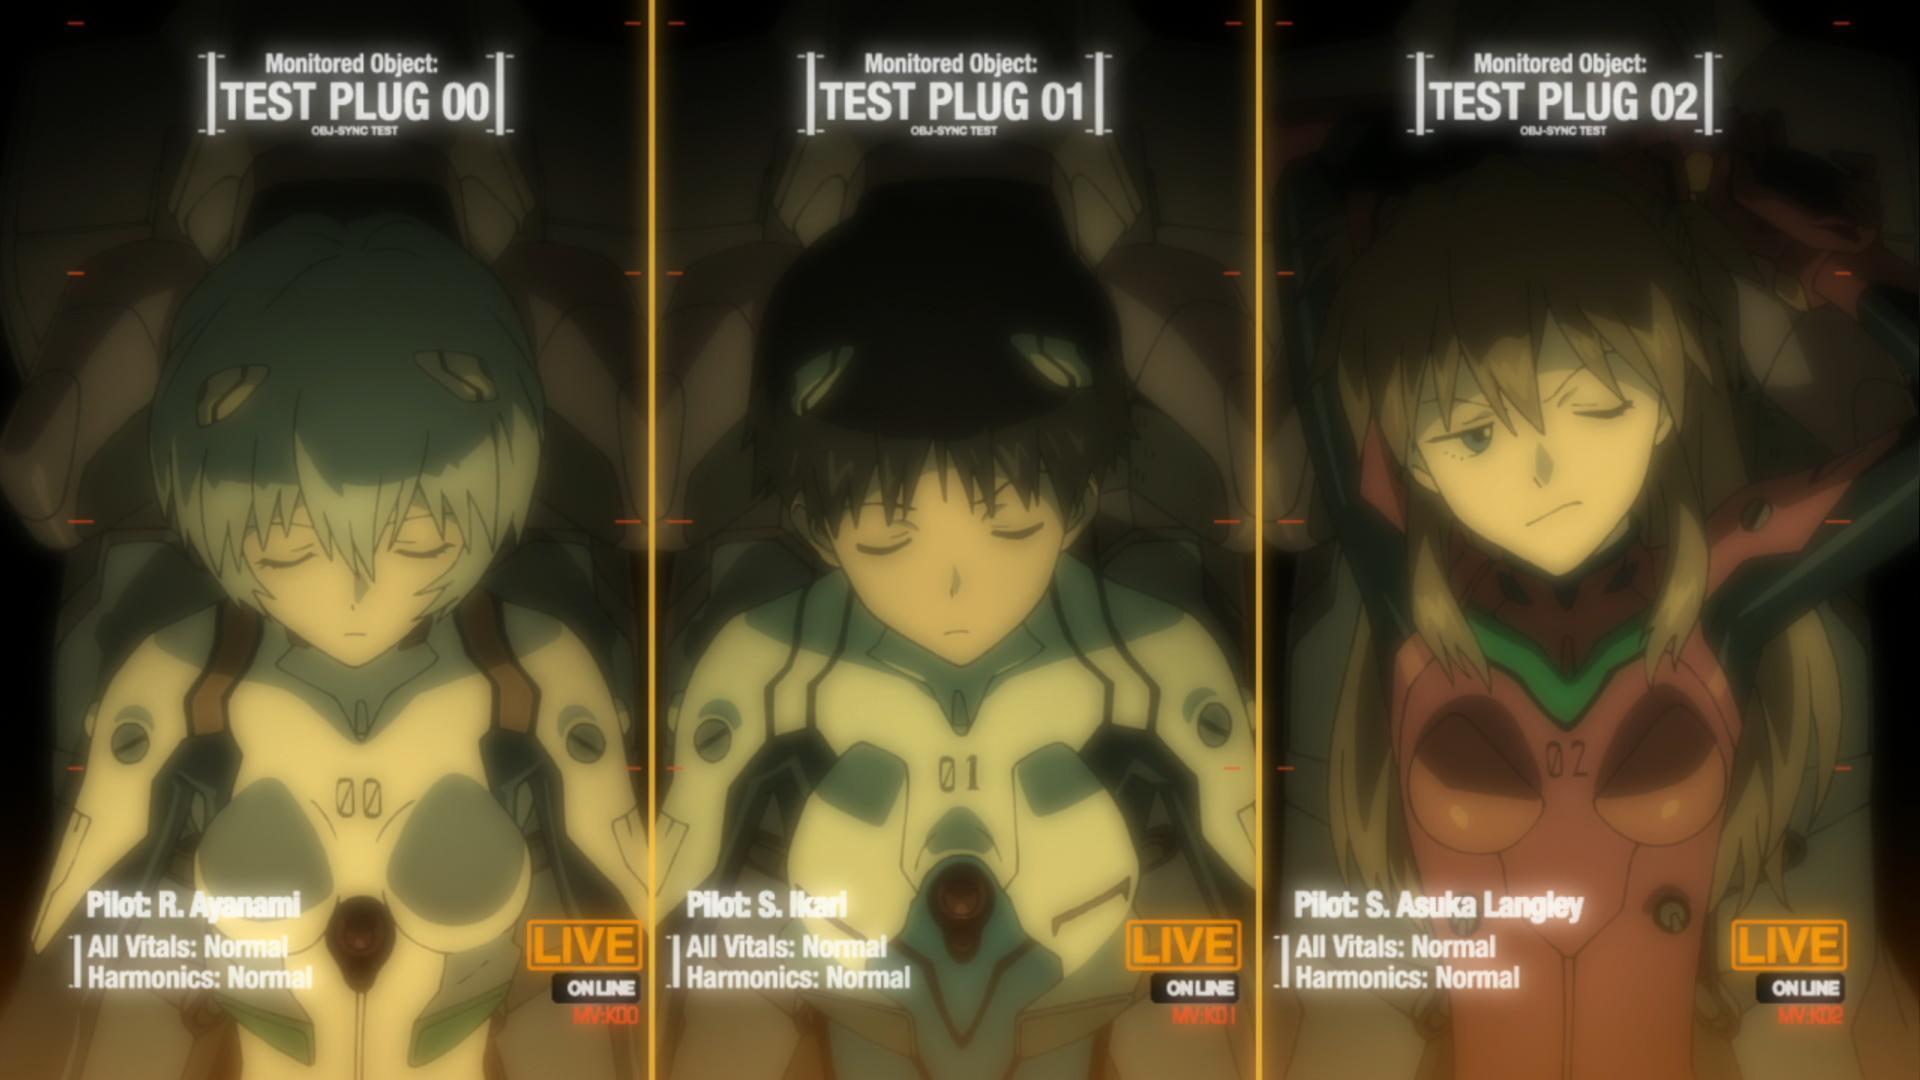 Monitored Object:
TEST PLUG 00
OBJ-SYNC TEST
00
Pilot: R. Ayanami
All Vitals: Normal
Harmonics: Normal
LIVE
ON LINE
MV:K00
Monitored Object:
TEST PLUG 01
OBJ-SYNC TEST
01
Pilot: S. Ikari
All Vitals: Normal
Harmonics: Normal
LIVE
ON LINE
MV:K01
Monitored Object:
TEST PLUG 02
OBJ-SYNC TEST
02
Pilot: S. Asuka Langley
All Vitals: Normal
Harmonics: Normal
LIVE
ON LINE
MV:K02